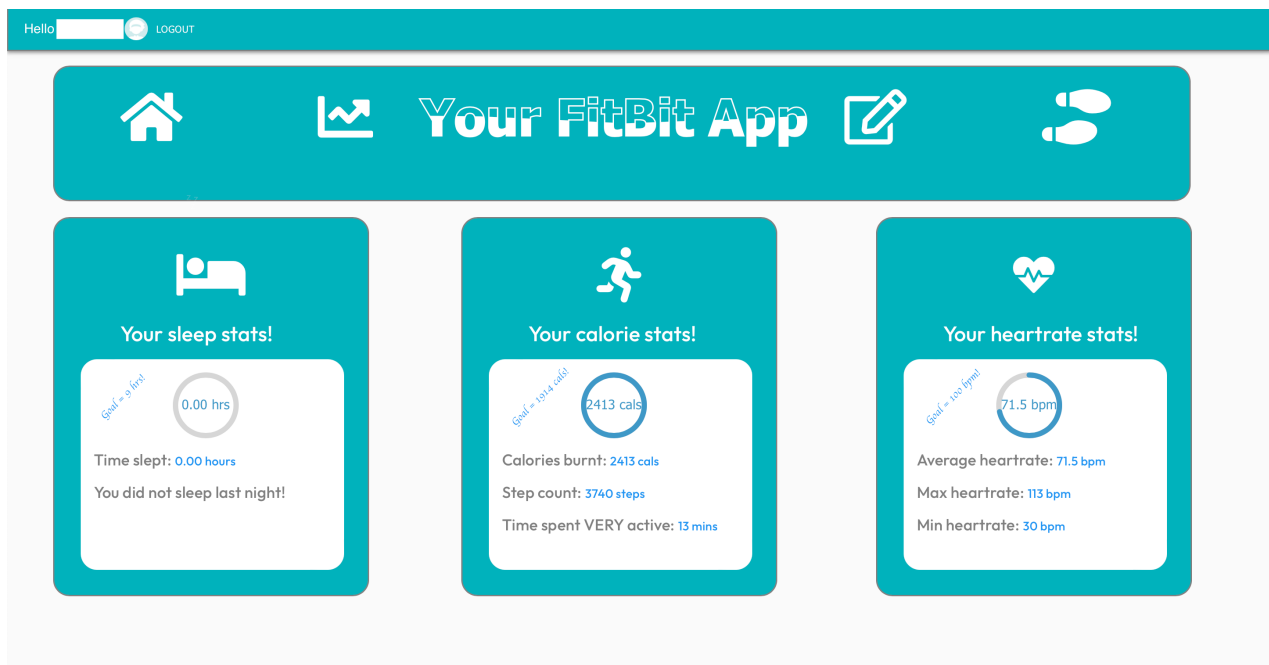 Hello LOGOUT
Your FitBit App
Your sleep stats!
Goal = 9 hrs!
0.00 hrs
Time slept: 0.00 hours
You did not sleep last night!
Your calorie stats!
Goal = 1914 cals!
2413 cals
Calories burnt: 2413 cals
Step count: 3740 steps
Time spent VERY active: 13 mins
Your heartrate stats!
Goal = 100 bpm!
71.5 bpm
Average heartrate: 71.5 bpm
Max heartrate: 113 bpm
Min heartrate: 30 bpm